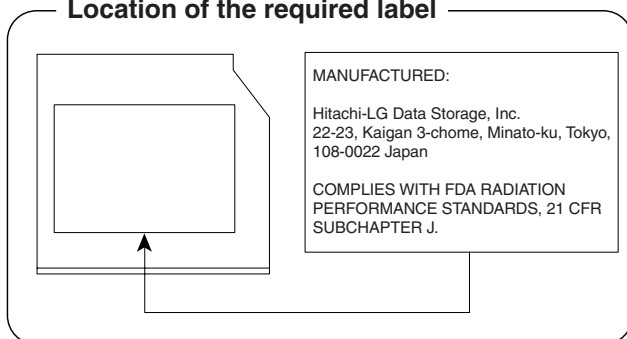 Location of the required label
MANUFACTURED:
Hitachi-LG Data Storage, Inc.
22-23, Kaigan 3-chome, Minato-ku, Tokyo,
108-0022 Japan
COMPLIES WITH FDA RADIATION
PERFORMANCE STANDARDS, 21 CFR
SUBCHAPTER J.